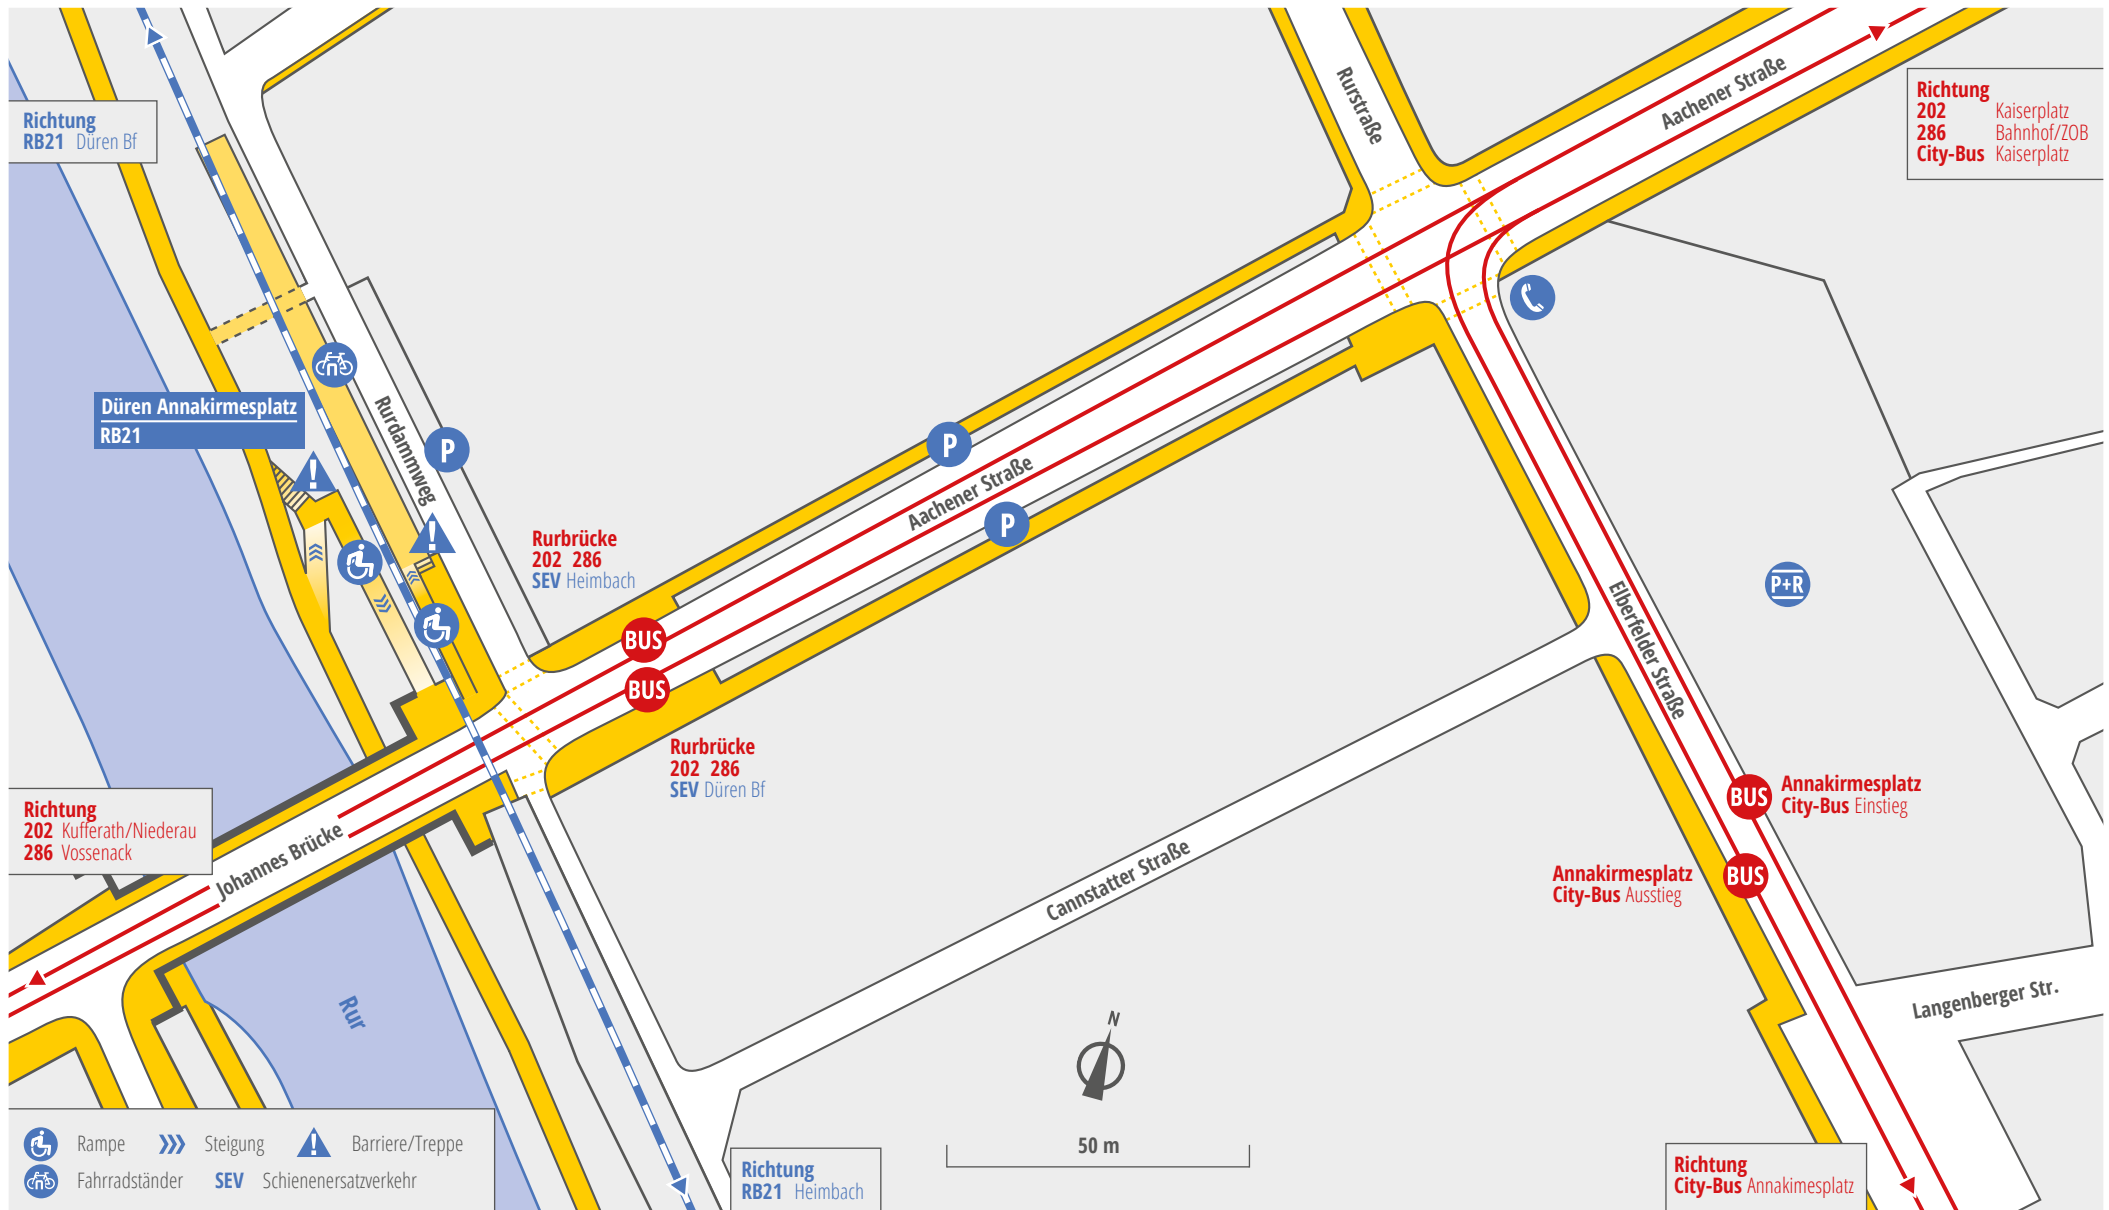 Richtung
RB21 Düren Bf
Rurstraße
Aachener Straße
Richtung
202 Kaiserplatz
286 Bahnhof/ZOB
City-Bus Kaiserplatz
Düren Annakirmesplatz
RB21
Rurdammweg
P
P
Aachener Straße
P
Rurbrücke
202 286
SEV Heimbach
BUS
BUS
P+R
Elberfelder Straße
Rurbrücke
202 286
SEV Düren Bf
BUS
Annakirmesplatz
City-Bus Einstieg
Richtung
202 Kufferath/Niederau
286 Vossenack
Johannes Brücke
Cannstatter Straße
Annakirmesplatz
City-Bus Ausstieg
BUS
Langenberger Str.
Rur
N
50 m
Rampe
Steigung
Barriere/Treppe
Fahrradständer
SEV Schienenersatzverkehr
Richtung
RB21 Heimbach
Richtung
City-Bus Annakimesplatz